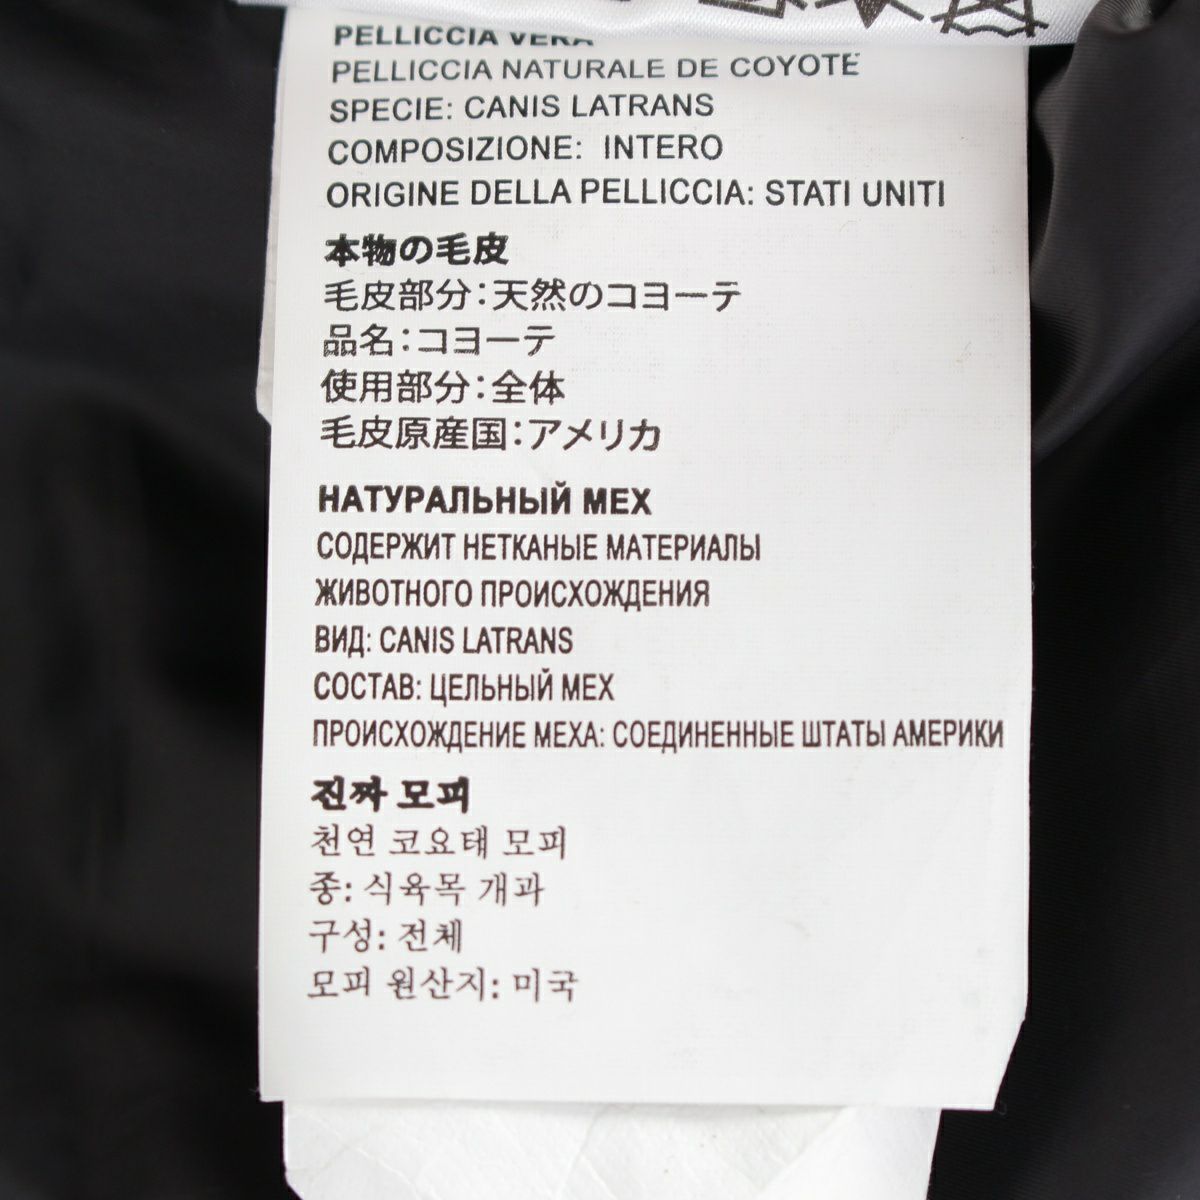 PELLICCIA VERA
PELLICCIA NATURALE DE COYOTE
SPECIE: CANIS LATRANS
COMPOSIZIONE: INTERO
ORIGINE DELLA PELLICCIA: STATI UNITI
本物の毛皮
毛皮部分:天然のコヨーテ
品名:コヨーテ
使用部分:全体
毛皮原産国:アメリカ
НАТУРАЛЬНЫЙ МЕХ
СОДЕРЖИТ НЕТКАНЫЕ МАТЕРИАЛЫ
ЖИВОТНОГО ПРОИСХОЖДЕНИЯ
ВИД: CANIS LATRANS
СОСТАВ: ЦЕЛЬНЫЙ МЕХ
ПРОИСХОЖДЕНИЕ МЕХА: СОЕДИНЕННЫЕ ШТАТЫ АМЕРИКИ
진짜 모피
천연 코요태 모피
종: 식육목 개과
구성: 전체
모피 원산지: 미국